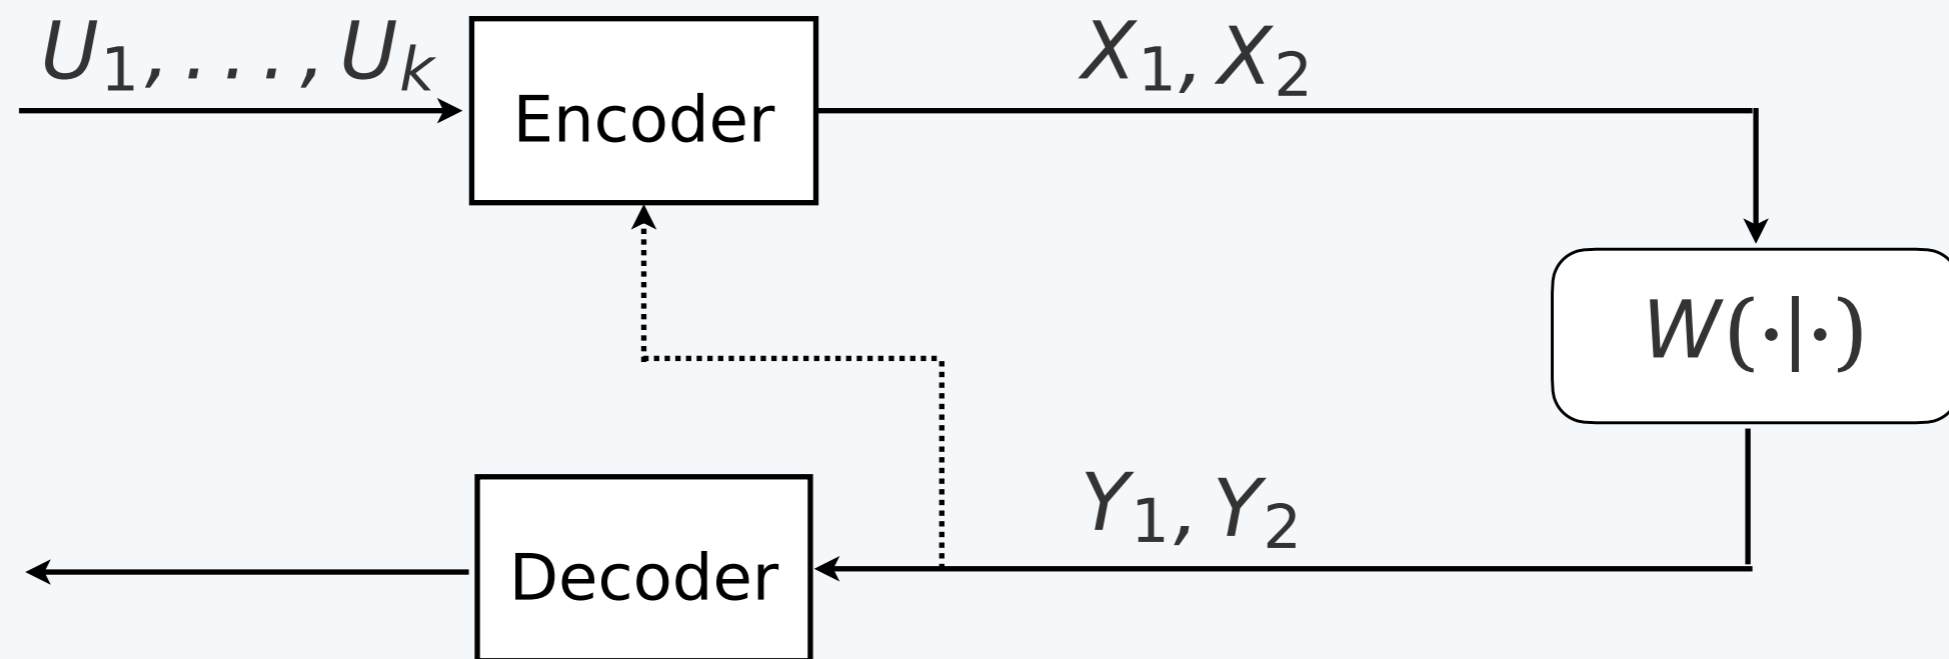 U₁, . . . , Uₖ
X₁, X₂
Encoder
W(·|·)
Y₁, Y₂
Decoder